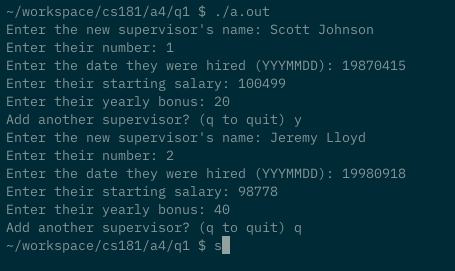 ~/workspace/cs181/a4/q1 $ ./a.out
Enter the new supervisor's name: Scott Johnson
Enter their number: 1
Enter the date they were hired (YYYMMDD): 19870415
Enter their starting salary: 100499
Enter their yearly bonus: 20
Add another supervisor? (q to quit) y
Enter the new supervisor's name: Jeremy Lloyd
Enter their number: 2
Enter the date they were hired (YYYMMDD): 19980918
Enter their starting salary: 98778
Enter their yearly bonus: 40
Add another supervisor? (q to quit) q
~/workspace/cs181/a4/q1 $ s